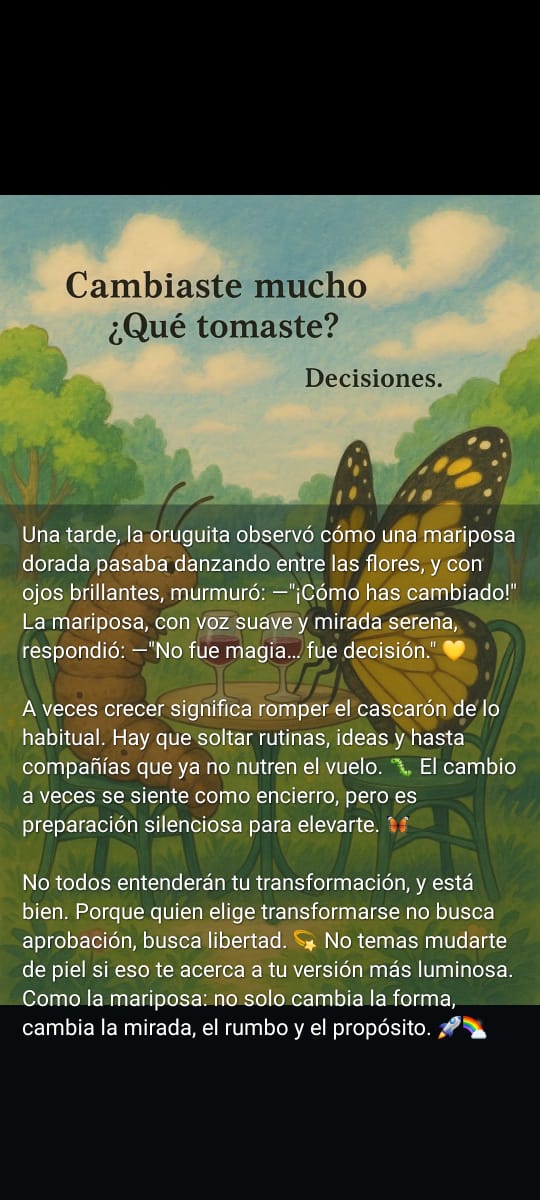 Cambiaste mucho
¿Qué tomaste?
Decisiones.
Una tarde, la oruguita observó cómo una mariposa
dorada pasaba danzando entre las flores, y con
ojos brillantes, murmuró: —"¡Cómo has cambiado!"
La mariposa, con voz suave y mirada serena,
respondió: —"No fue magia... fue decisión." 💛
A veces crecer significa romper el cascarón de lo
habitual. Hay que soltar rutinas, ideas y hasta
compañías que ya no nutren el vuelo. 🐛 El cambio
a veces se siente como encierro, pero es
preparación silenciosa para elevarte. 🦋
No todos entenderán tu transformación, y está
bien. Porque quien elige transformarse no busca
aprobación, busca libertad. 💫 No temas mudarte
de piel si eso te acerca a tu versión más luminosa.
Como la mariposa: no solo cambia la forma,
cambia la mirada, el rumbo y el propósito. 🚀🌈